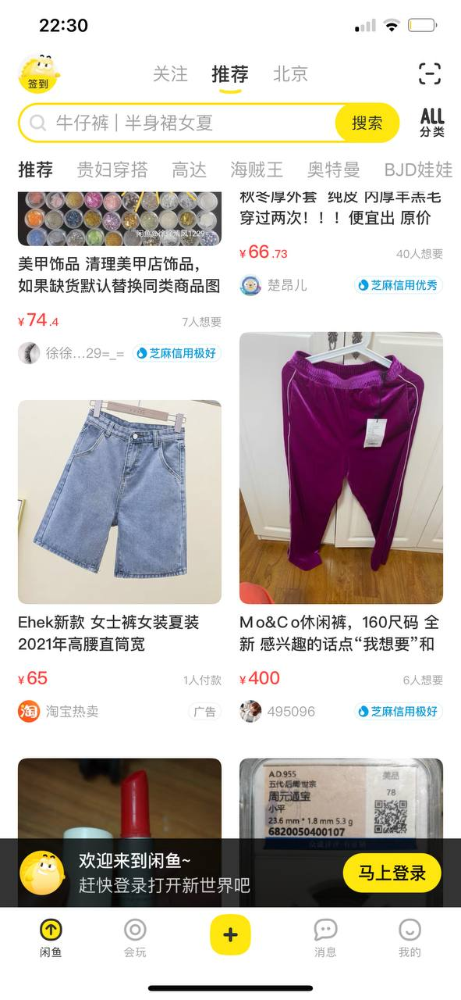 22:30
签到
关注
推荐
北京
牛仔裤 | 半身裙女夏
搜索
ALL
分类
推荐
贵妇穿搭
高达
海贼王
奥特曼
BJD娃娃
闲鱼@徐徐清风1229
美甲饰品 清理美甲店饰品，
如果缺货默认替换同类商品图
¥74.4
7人想要
徐徐...29=_=
芝麻信用极好
秋冬厚外套 纯皮 内厚羊羔毛
穿过两次！！！便宜出 原价
¥66.73
40人想要
楚昂儿
芝麻信用优秀
Ehek新款 女士裤女装夏装
2021年高腰直筒宽
¥65
1人付款
淘
淘宝热卖
广告
Mo&Co休闲裤，160尺码 全
新 感兴趣的话点“我想要”和
¥400
6人想要
495096
芝麻信用极好
A.D.955
五代·后周·世宗
周元通宝
小平
23.6 mm * 1.8 mm 5.3 g
6820050400107
美品
78
欢迎来到闲鱼~
赶快登录打开新世界吧
马上登录
闲鱼
会玩
消息
我的